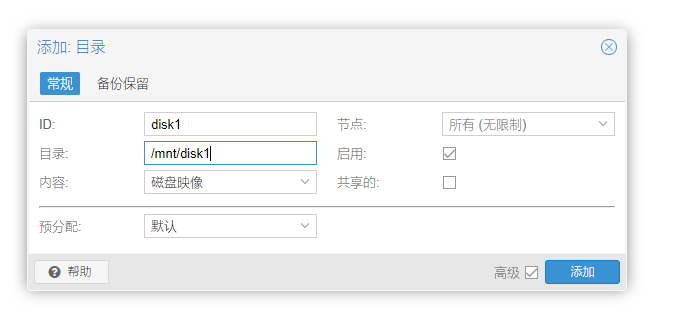 添加: 目录
常规 备份保留
ID: disk1 节点: 所有 (无限制)
目录: /mnt/disk1 启用:
内容: 磁盘映像 共享的:
预分配: 默认
帮助 高级 添加